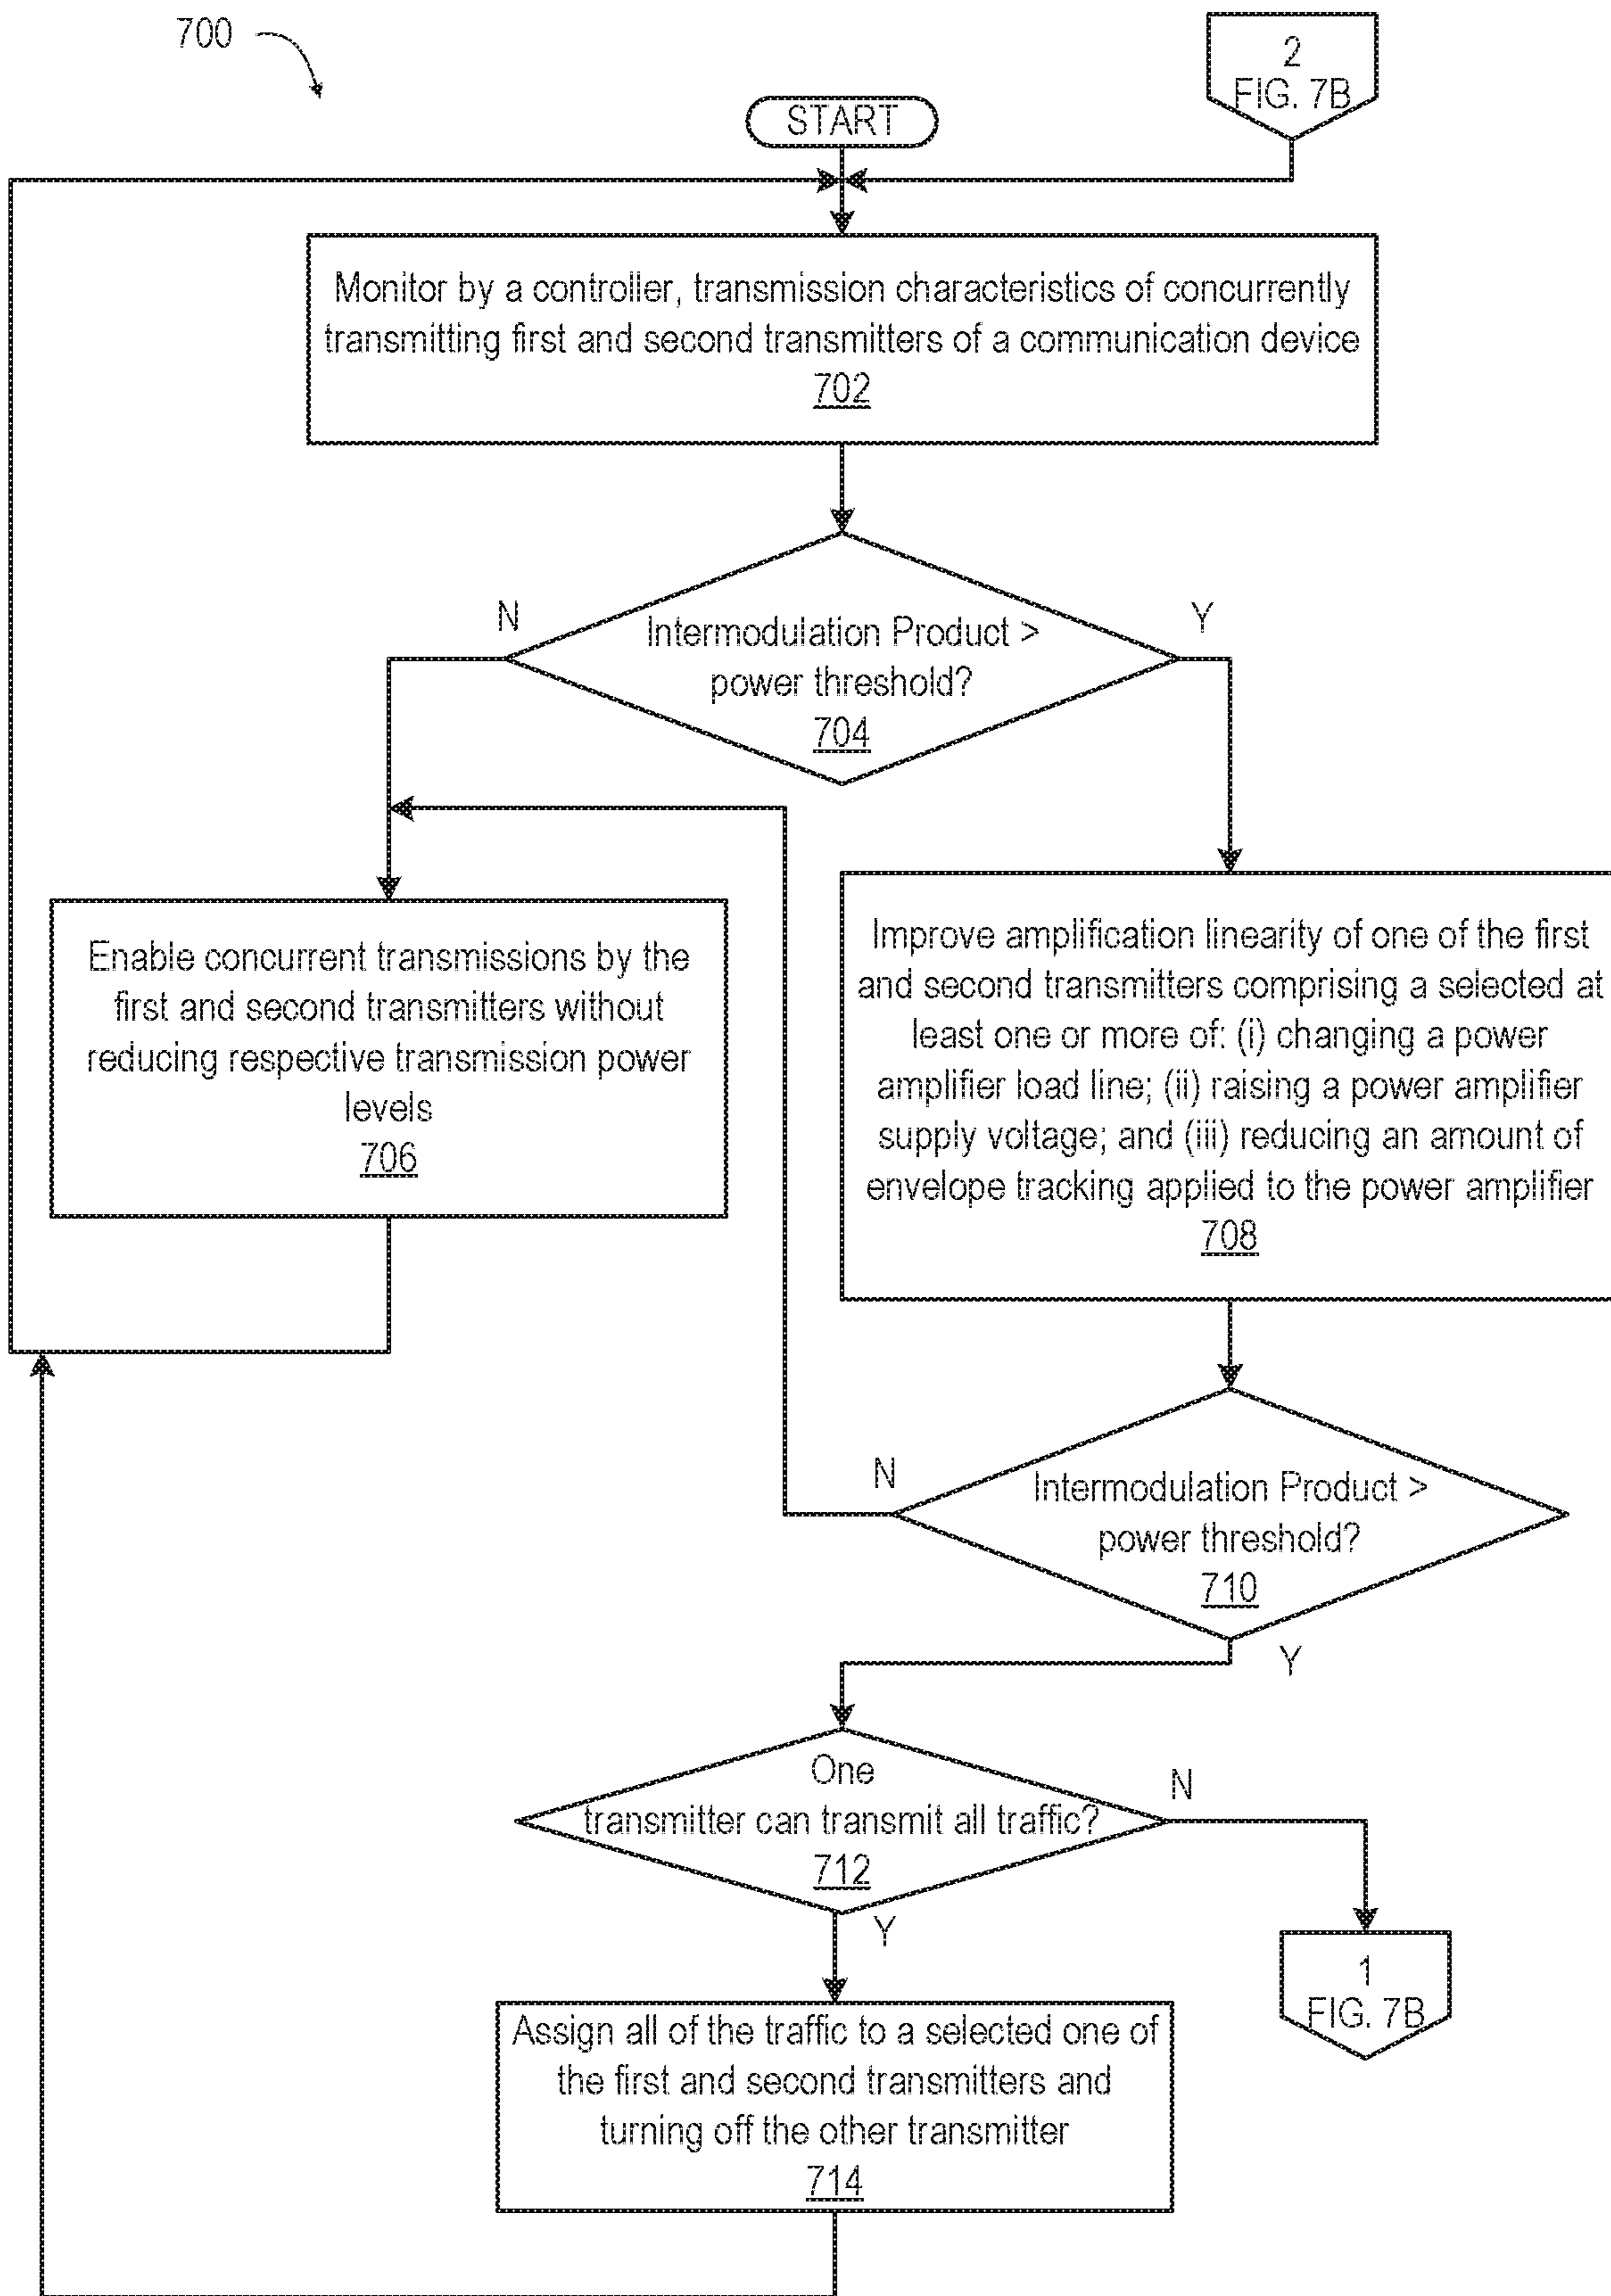 700
2
FIG. 7B
START
Monitor by a controller, transmission characteristics of concurrently
transmitting first and second transmitters of a communication device
702
N
Y
Intermodulation Product >
power threshold?
704
Enable concurrent transmissions by the
first and second transmitters without
reducing respective transmission power
levels
706
Improve amplification linearity of one of the first
and second transmitters comprising a selected at
least one or more of: (i) changing a power
amplifier load line; (ii) raising a power amplifier
supply voltage; and (iii) reducing an amount of
envelope tracking applied to the power amplifier
708
N
Intermodulation Product >
power threshold?
710
Y
One
transmitter can transmit all traffic?
712
N
Y
1
FIG. 7B
Assign all of the traffic to a selected one of
the first and second transmitters and
turning off the other transmitter
714